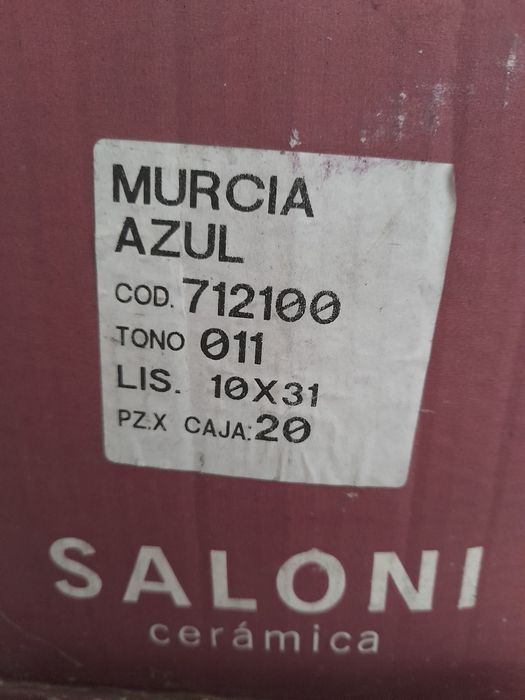 MURCIA
AZUL
COD. 712100
TONO 011
LIS. 10X31
PZ.X CAJA: 20
SALONI
cerámica